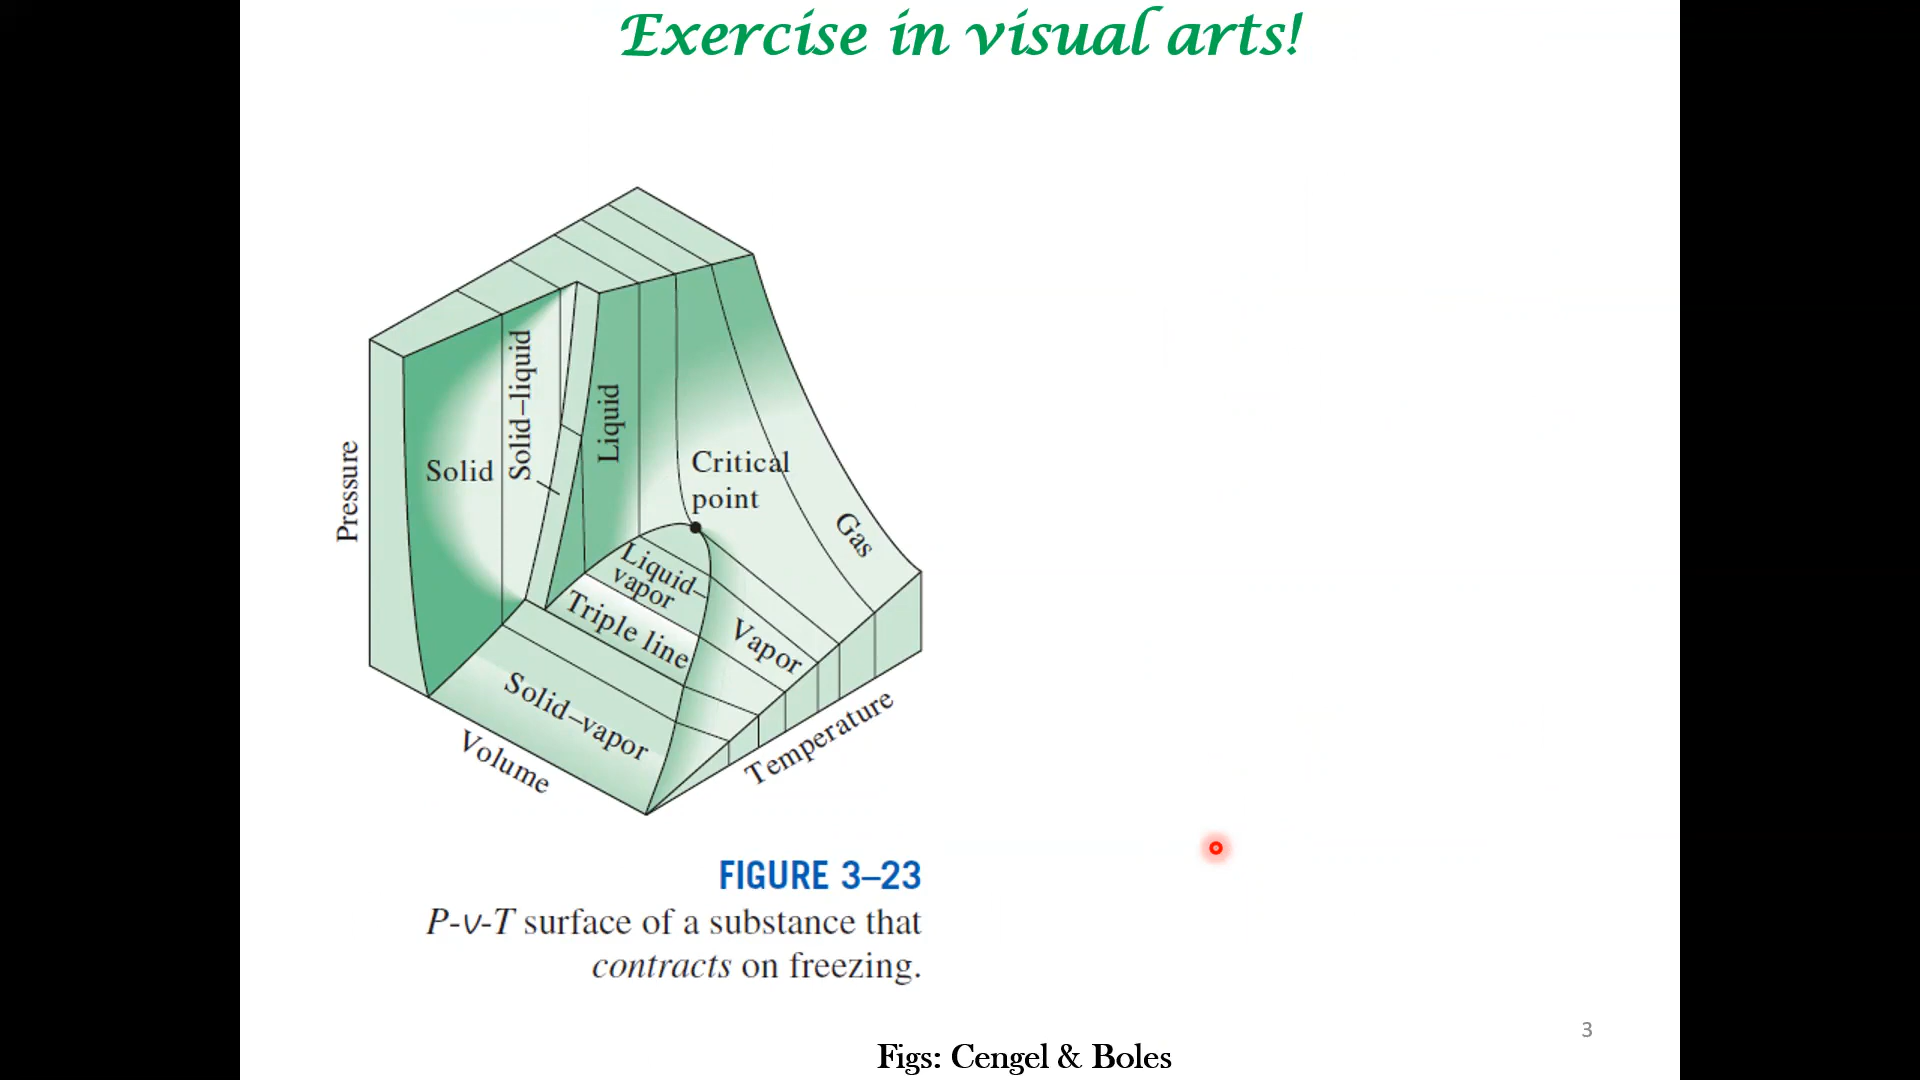 Exercise in visual arts!
Pressure
Solid
Solid–liquid
Liquid
Critical
point
Gas
Liquid–
vapor
Triple line
Vapor
Solid–vapor
Volume
Temperature
FIGURE 3–23
P-v-T surface of a substance that
contracts on freezing.
3
Figs: Cengel & Boles